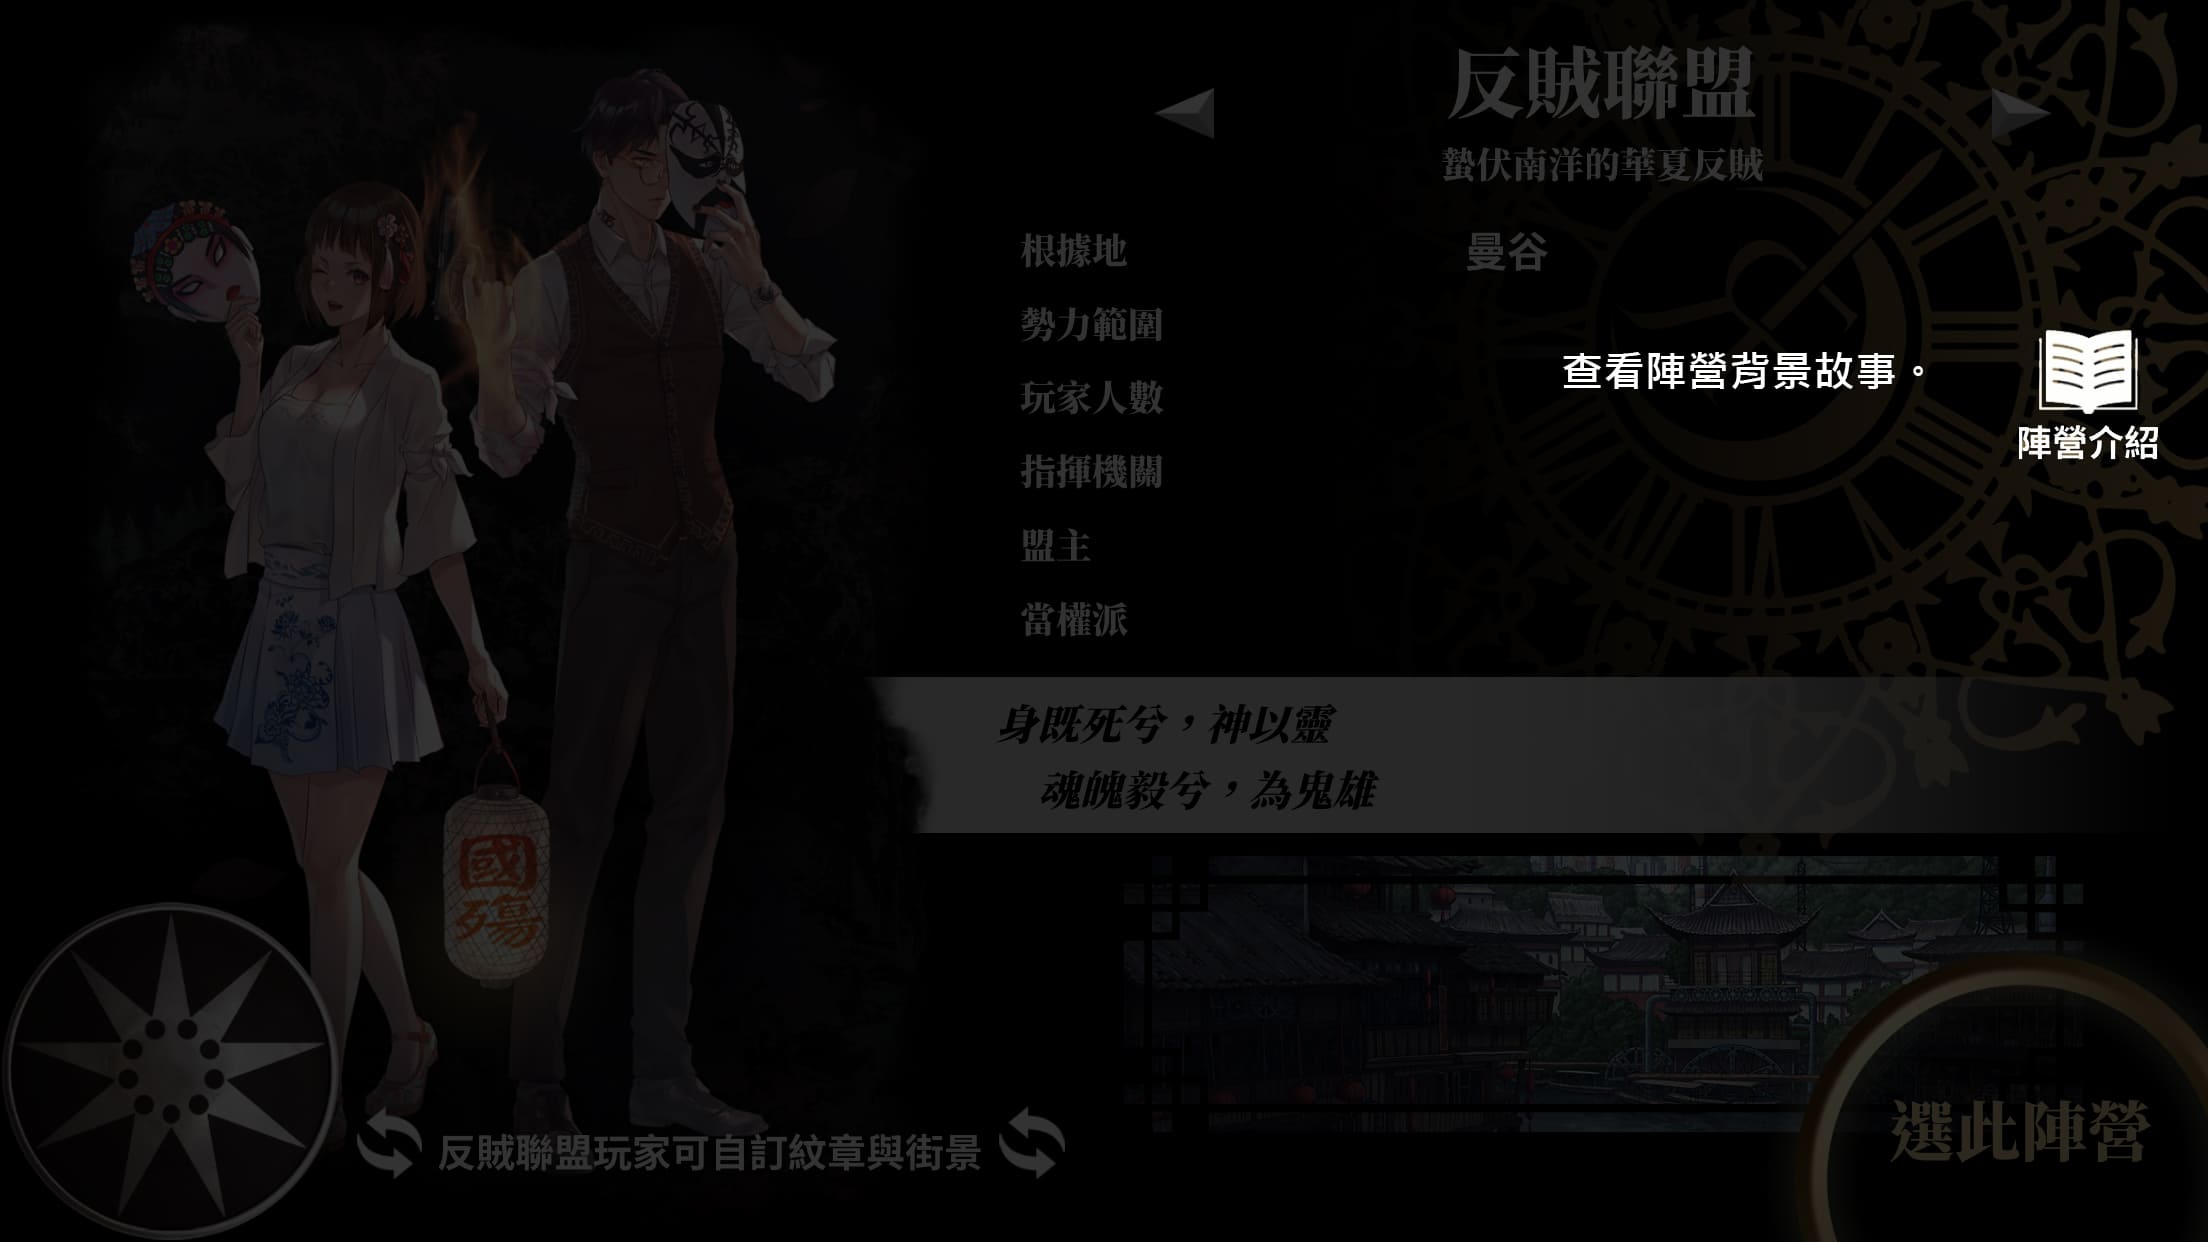 反賊聯盟
蟄伏南洋的華夏反賊
根據地
曼谷
勢力範圍
玩家人數
指揮機關
盟主
當權派
查看陣營背景故事。
陣營介紹
身既死兮，神以靈
魂魄毅兮，為鬼雄
國
殤
反賊聯盟玩家可自訂紋章與街景
選此陣營